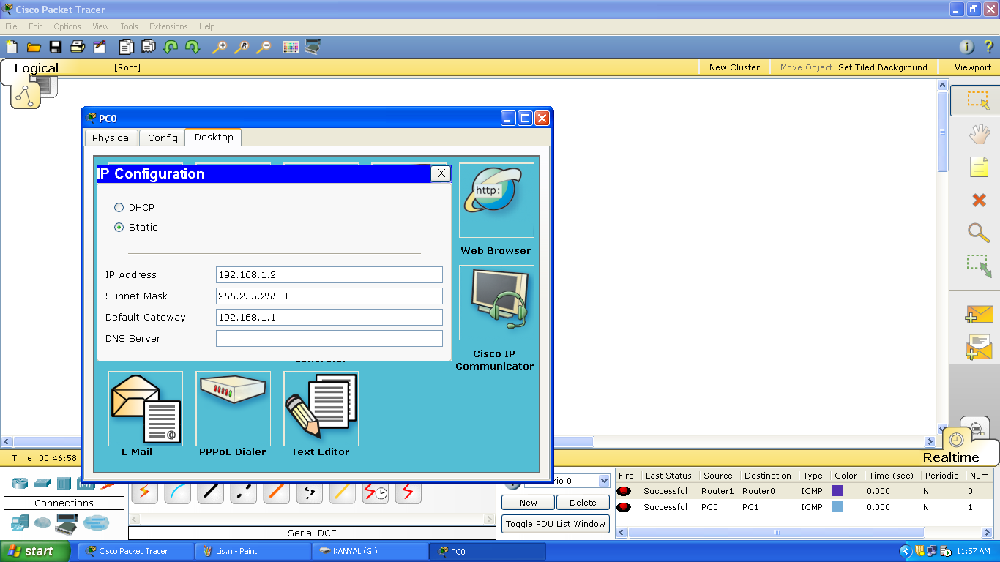 Cisco Packet Tracer
File Edit Options View Tools Extensions Help
Logical [Root] New Cluster Move Object Set Tiled Background Viewport
PC0
Physical Config Desktop
IP Configuration X
http:
DHCP
Static
Web Browser
IP Address 192.168.1.2
Subnet Mask 255.255.255.0
Default Gateway 192.168.1.1
DNS Server
Cisco IP
Communicator
@
E Mail PPPoE Dialer Text Editor
Time: 00:46:58 Realtime
Connections
Serial DCE
New Delete
Toggle PDU List Window
Fire Last Status Source Destination Type Color Time (sec) Periodic Num
Successful Router1 Router0 ICMP 0.000 N 0
Successful PC0 PC1 ICMP 0.000 N 1
start Cisco Packet Tracer cis.n - Paint KANYAL (G:) PC0 11:57 AM